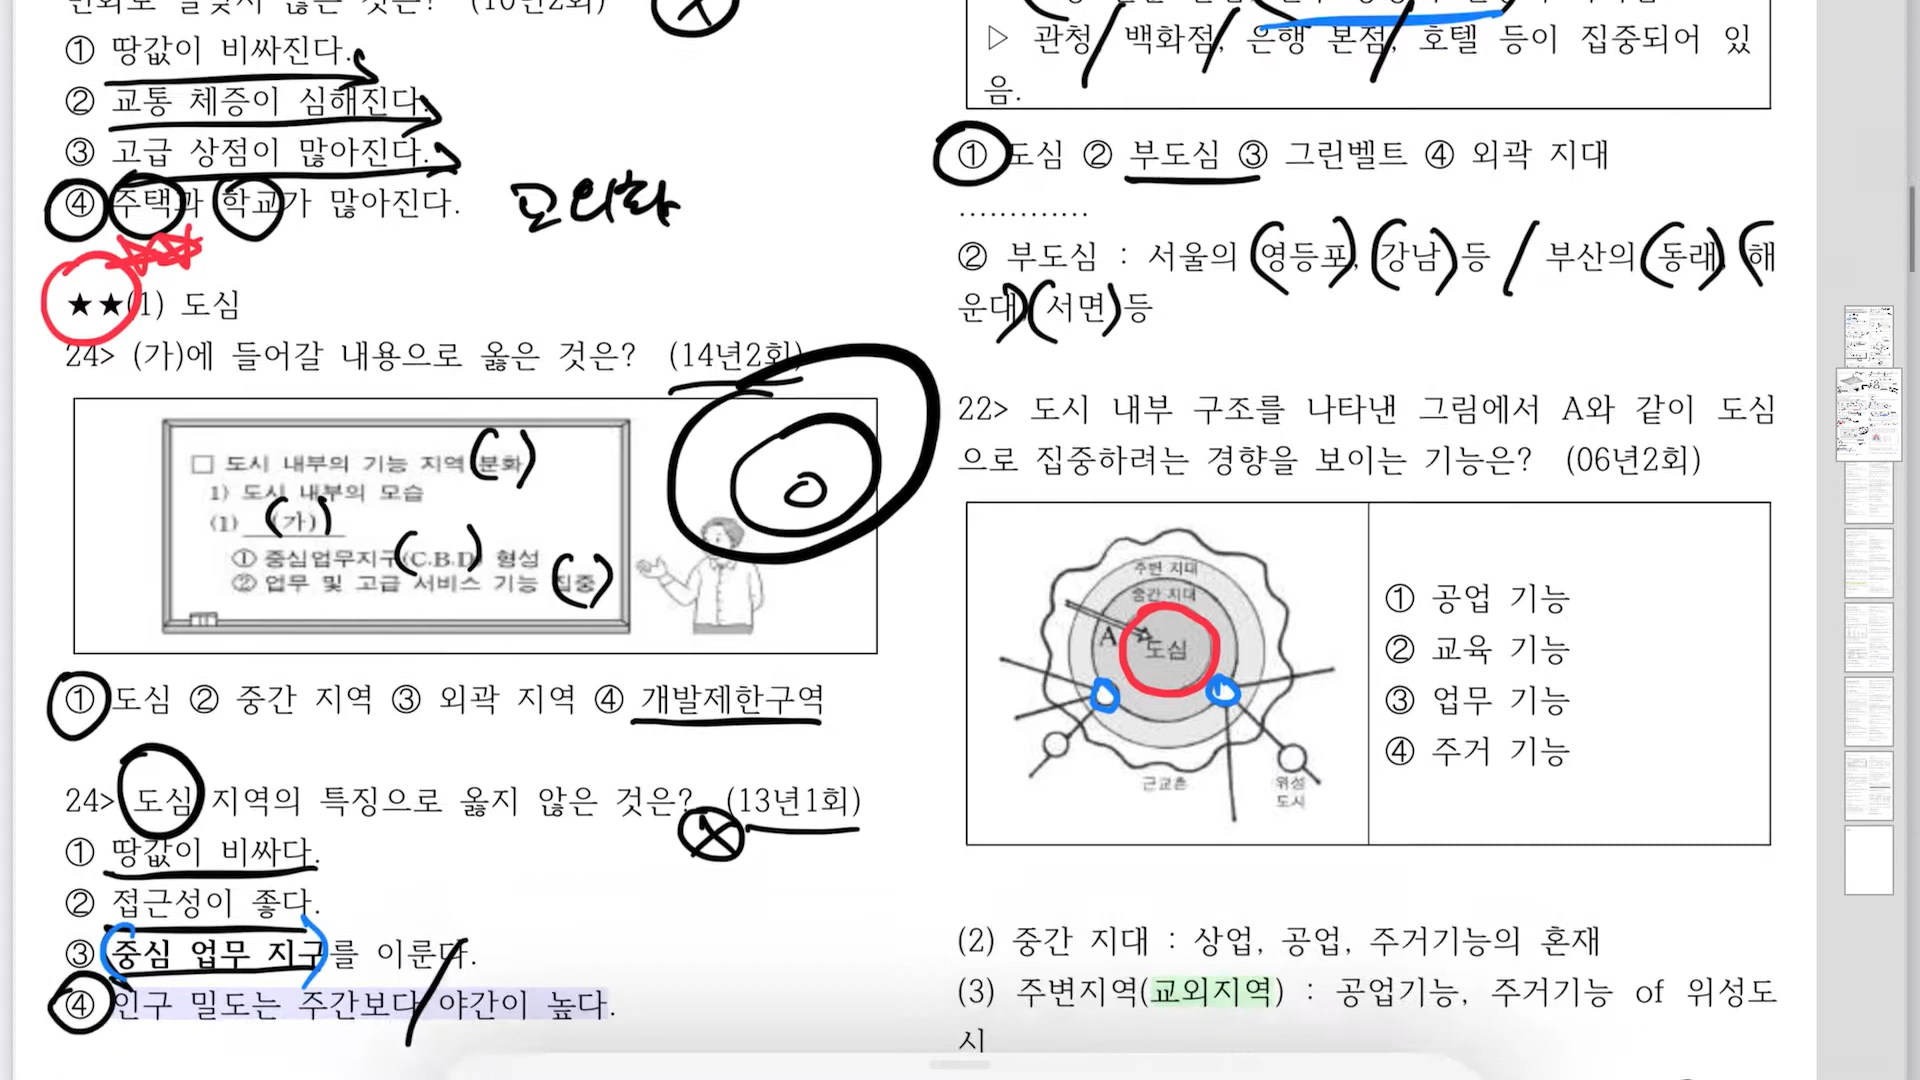 ① 땅값이 비싸진다.
② 교통 체증이 심해진다.
③ 고급 상점이 많아진다.
④ 주택과 학교가 많아진다.
교외화
★★(1) 도심
24> (가)에 들어갈 내용으로 옳은 것은? (14년2회)
□ 도시 내부의 기능 지역 분화
1) 도시 내부의 모습
(1) (가)
① 중심업무지구(C.B.D) 형성
② 업무 및 고급 서비스 기능 집중
① 도심 ② 중간 지역 ③ 외곽 지역 ④ 개발제한구역
24> 도심 지역의 특징으로 옳지 않은 것은? (13년1회)
① 땅값이 비싸다.
② 접근성이 좋다.
③ 중심 업무 지구를 이룬다.
④ 인구 밀도는 주간보다 야간이 높다.
▷ 관청, 백화점, 은행 본점, 호텔 등이 집중되어 있
음.
① 도심 ② 부도심 ③ 그린벨트 ④ 외곽 지대
.............
② 부도심 : 서울의 영등포, 강남 등 / 부산의 동래, 해
운대, 서면 등
22> 도시 내부 구조를 나타낸 그림에서 A와 같이 도심
으로 집중하려는 경향을 보이는 기능은? (06년2회)
주변 지대
중간 지대
A
도심
근교촌
위성
도시
① 공업 기능
② 교육 기능
③ 업무 기능
④ 주거 기능
(2) 중간 지대 : 상업, 공업, 주거기능의 혼재
(3) 주변지역(교외지역) : 공업기능, 주거기능 of 위성도
시